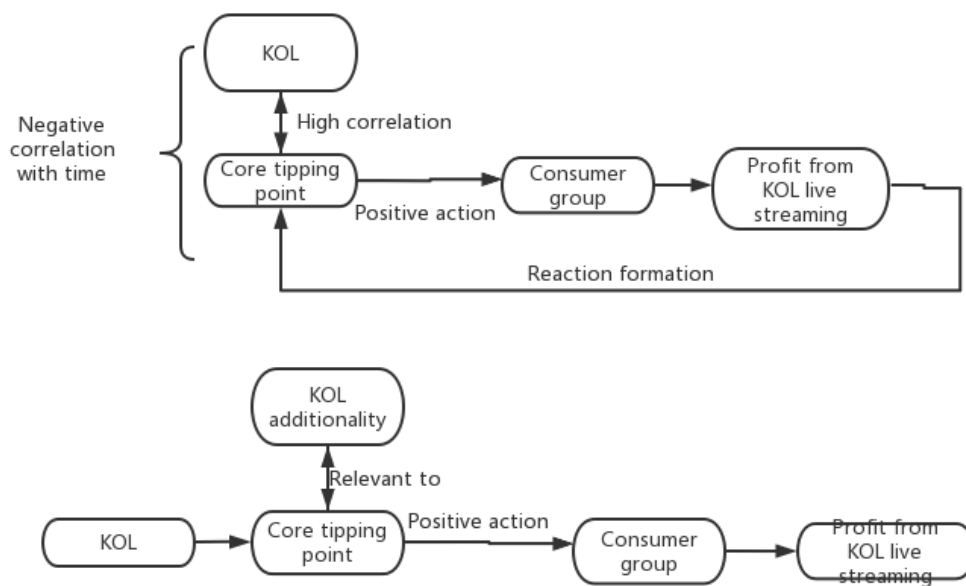 KOL
High correlation
Negative
correlation
with time
Core tipping
point
Positive action
Consumer
group
Profit from
KOL live
streaming
Reaction formation
KOL
additionality
Relevant to
KOL
Core tipping
point
Positive action
Consumer
group
Profit from
KOL live
streaming